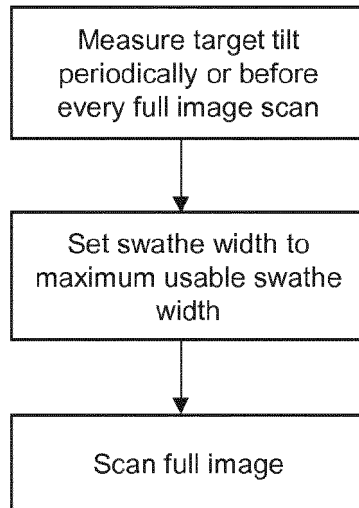 Measure target tilt
periodically or before
every full image scan
Set swathe width to
maximum usable swathe
width
Scan full image